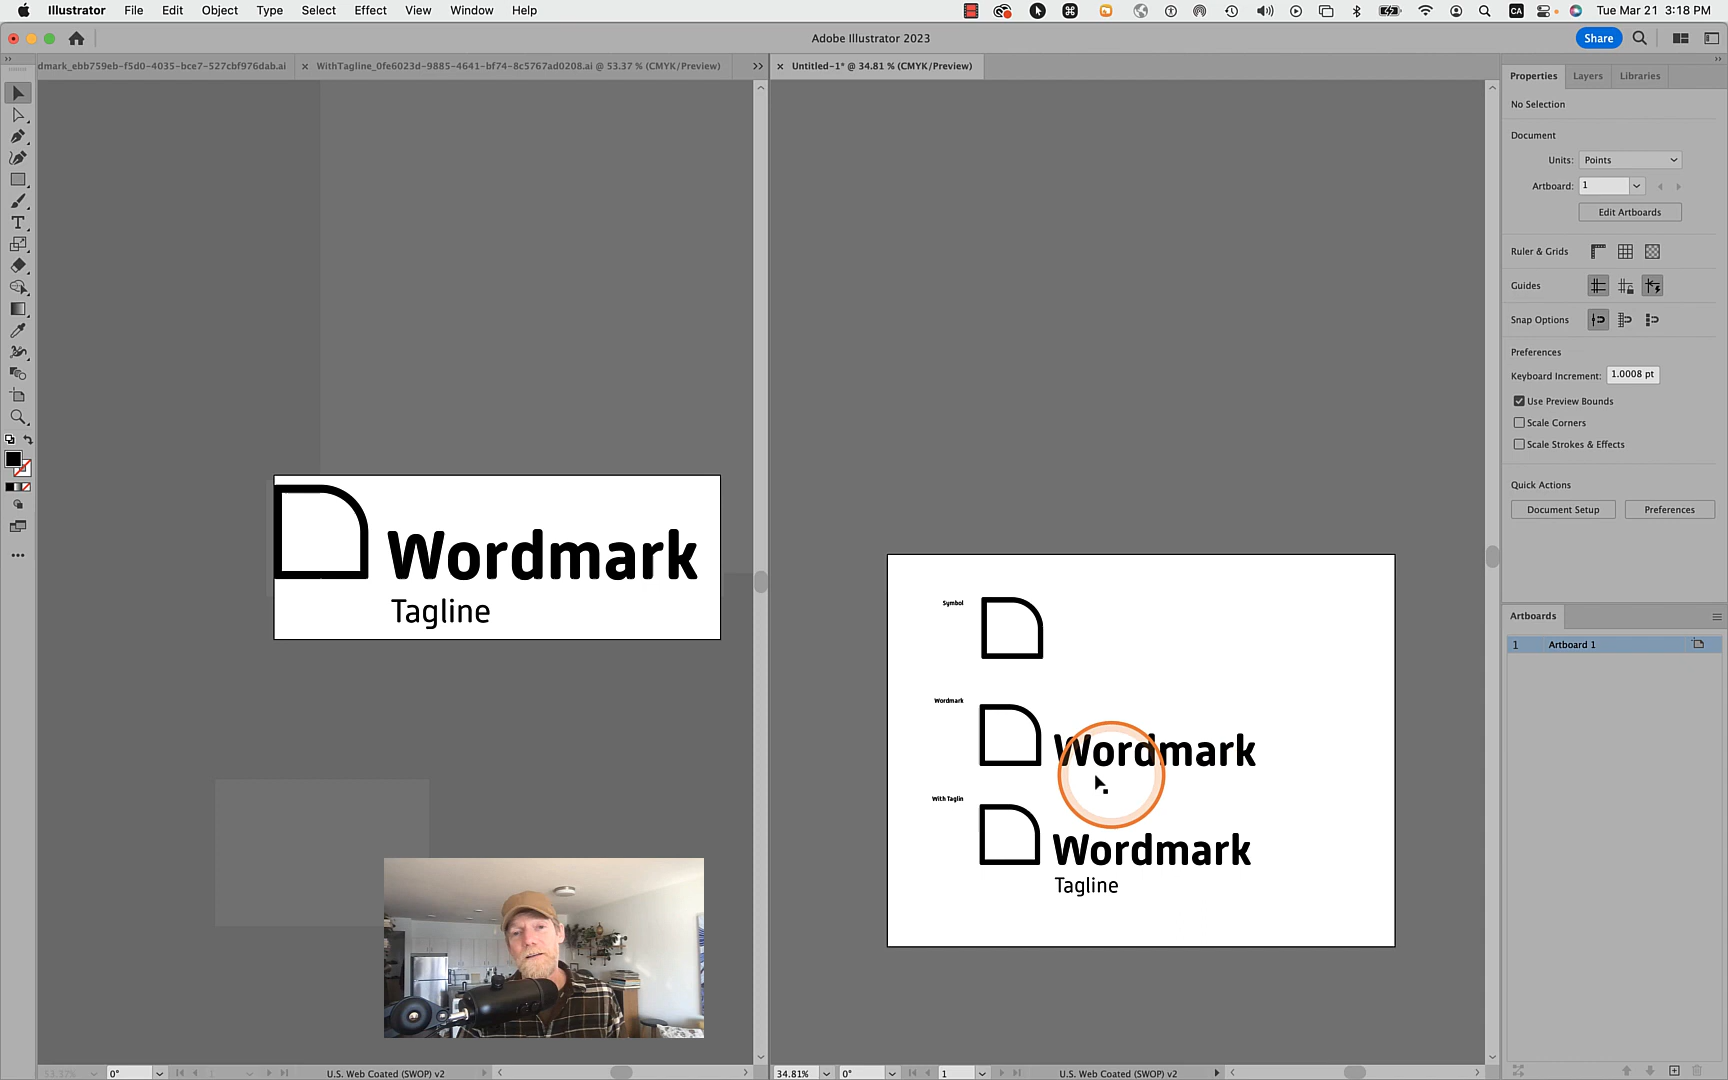 Illustrator File Edit Object Type Select Effect View Window Help
CA
Tue Mar 21 3:18 PM
Adobe Illustrator 2023
Share
dmark_ebb759eb-f5d0-4035-bce7-527cbf976dab.ai
× WithTagline_0fe6023d-9885-4641-bf74-8c5767ad0208.ai @ 53.37 % (CMYK/Preview)
× Untitled-1* @ 34.81 % (CMYK/Preview)
Wordmark
Tagline
Symbol
Wordmark
Wordmark
With Taglin
Wordmark
Tagline
Properties Layers Libraries
No Selection
Document
Units: Points
Artboard: 1
Edit Artboards
Ruler & Grids
Guides
Snap Options
Preferences
Keyboard Increment: 1.0008 pt
Use Preview Bounds
Scale Corners
Scale Strokes & Effects
Quick Actions
Document Setup Preferences
Artboards
1 Artboard 1
53.37% 0° 1 U.S. Web Coated (SWOP) v2
34.81% 0° 1 U.S. Web Coated (SWOP) v2